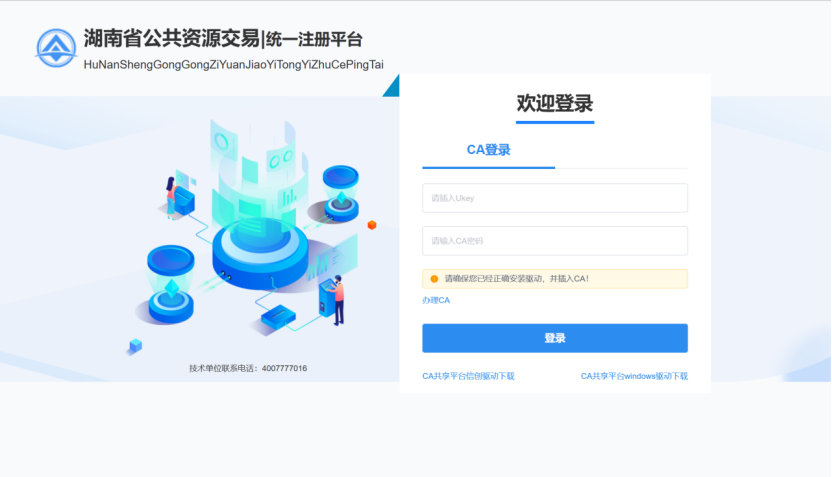 湖南省公共资源交易|统一注册平台
HuNanShengGongGongZiYuanJiaoYiTongYiZhuCePingTai
欢迎登录
CA登录
请插入Ukey
请输入CA密码
请确保您已经正确安装驱动，并插入CA！
办理CA
登录
技术单位联系电话：4007777016
CA共享平台信创驱动下载
CA共享平台windows驱动下载